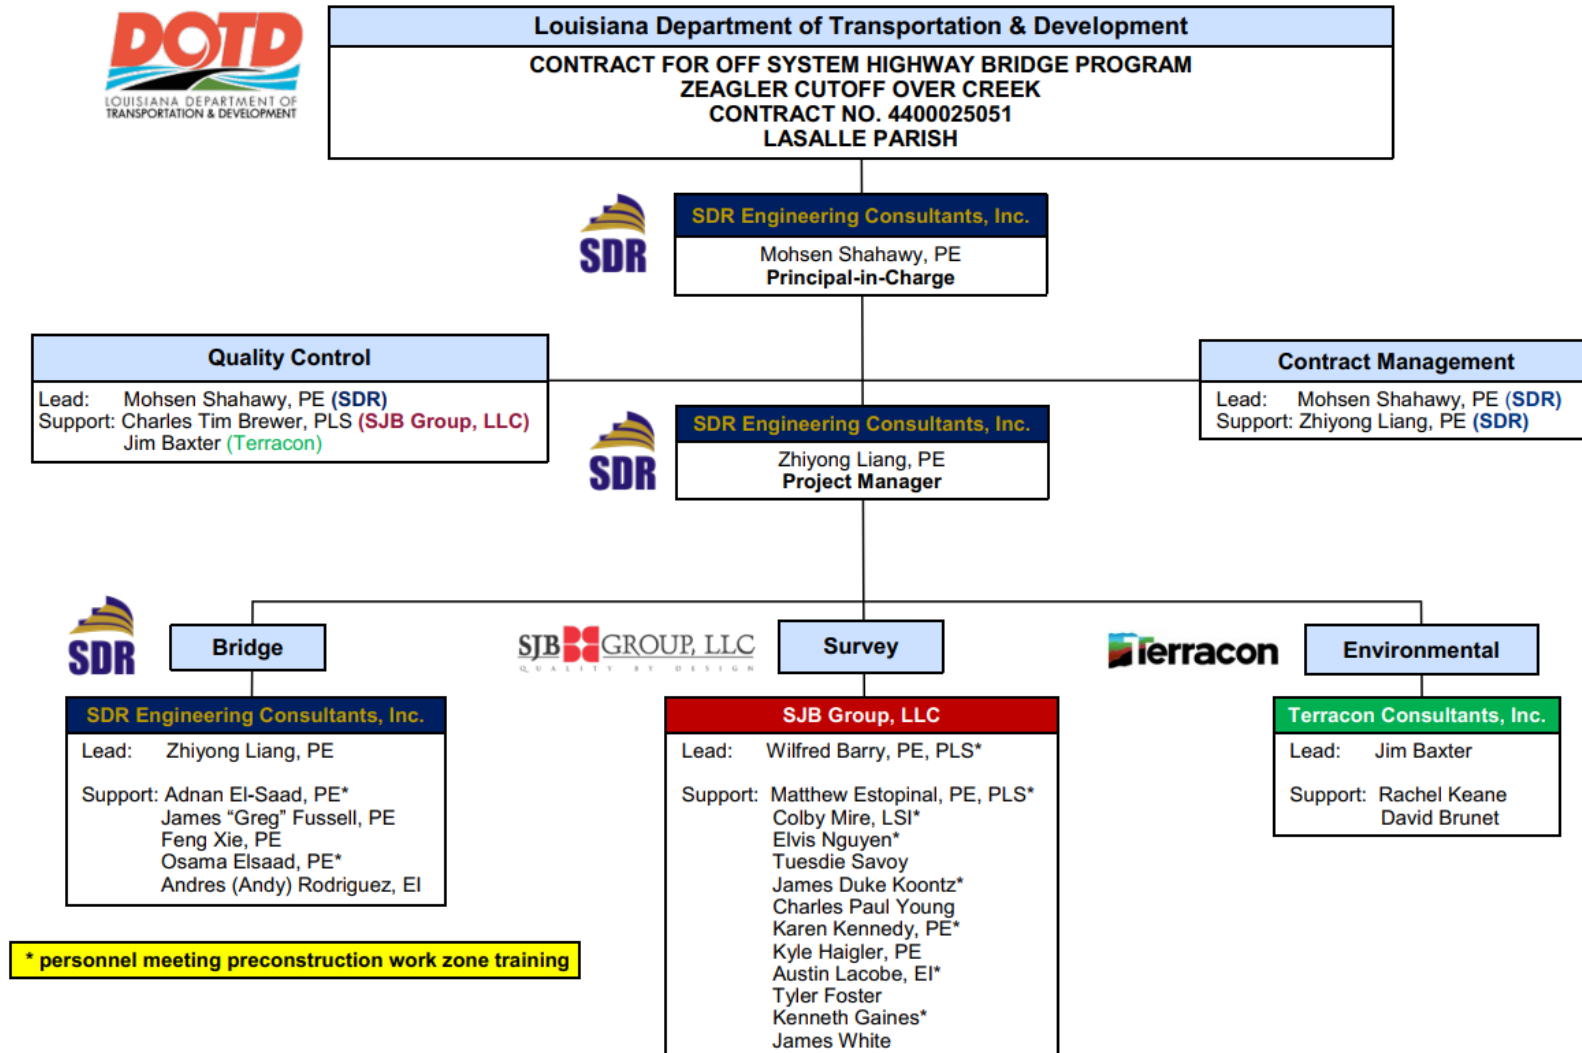 DOTD
LOUISIANA DEPARTMENT OF
TRANSPORTATION & DEVELOPMENT
Louisiana Department of Transportation & Development
CONTRACT FOR OFF SYSTEM HIGHWAY BRIDGE PROGRAM
ZEAGLER CUTOFF OVER CREEK
CONTRACT NO. 4400025051
LASALLE PARISH
SDR
SDR Engineering Consultants, Inc.
Mohsen Shahawy, PE
Principal-in-Charge
Quality Control
Lead: Mohsen Shahawy, PE (SDR)
Support: Charles Tim Brewer, PLS (SJB Group, LLC)
Jim Baxter (Terracon)
Contract Management
Lead: Mohsen Shahawy, PE (SDR)
Support: Zhiyong Liang, PE (SDR)
SDR
SDR Engineering Consultants, Inc.
Zhiyong Liang, PE
Project Manager
SDR
Bridge
SDR Engineering Consultants, Inc.
Lead: Zhiyong Liang, PE
Support: Adnan El-Saad, PE*
James “Greg” Fussell, PE
Feng Xie, PE
Osama Elsaad, PE*
Andres (Andy) Rodriguez, EI
* personnel meeting preconstruction work zone training
SJB GROUP, LLC
QUALITY BY DESIGN
Survey
SJB Group, LLC
Lead: Wilfred Barry, PE, PLS*
Support: Matthew Estopinal, PE, PLS*
Colby Mire, LSI*
Elvis Nguyen*
Tuesdie Savoy
James Duke Koontz*
Charles Paul Young
Karen Kennedy, PE*
Kyle Haigler, PE
Austin Lacobe, EI*
Tyler Foster
Kenneth Gaines*
James White
Terracon
Environmental
Terracon Consultants, Inc.
Lead: Jim Baxter
Support: Rachel Keane
David Brunet